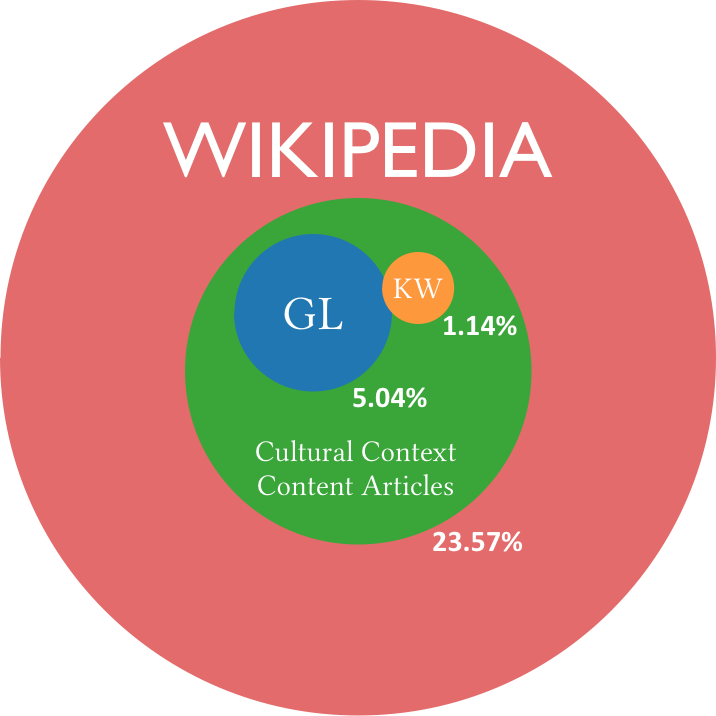 WIKIPEDIA
GL
KW
1.14%
5.04%
Cultural Context
Content Articles
23.57%